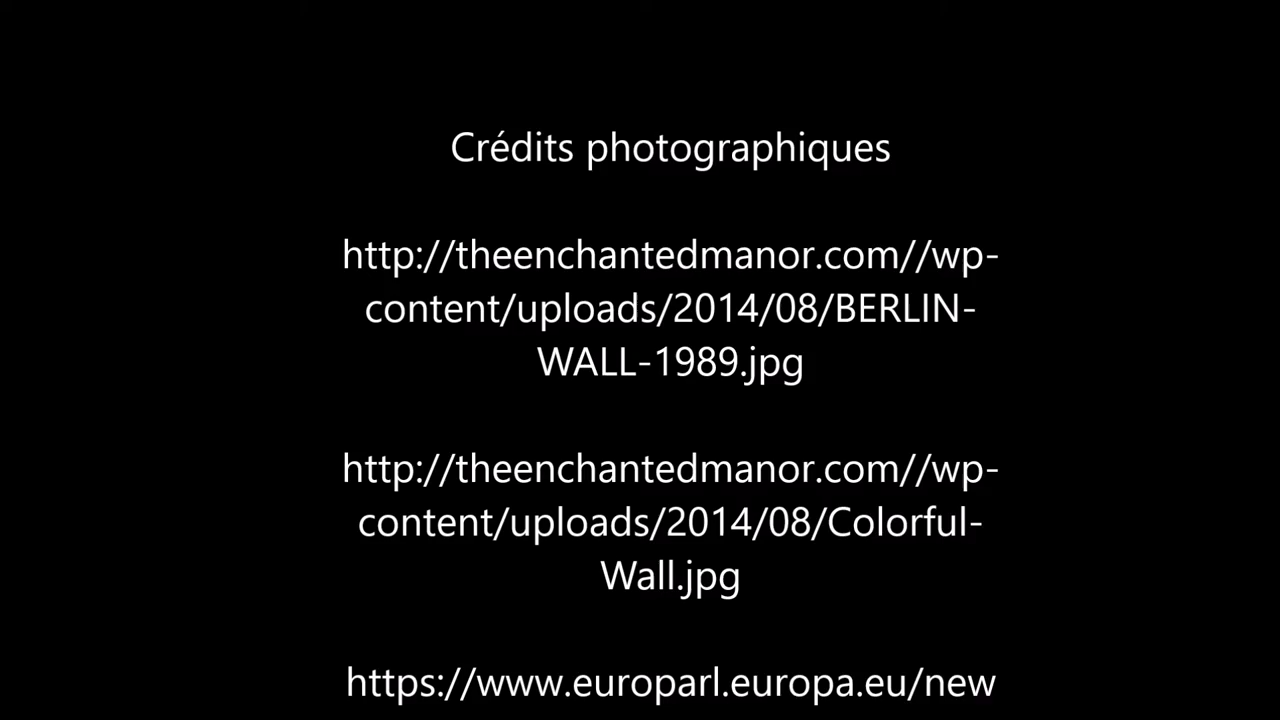 Crédits photographiques
http://theenchantedmanor.com//wp-
content/uploads/2014/08/BERLIN-
WALL-1989.jpg
http://theenchantedmanor.com//wp-
content/uploads/2014/08/Colorful-
Wall.jpg
https://www.europarl.europa.eu/new